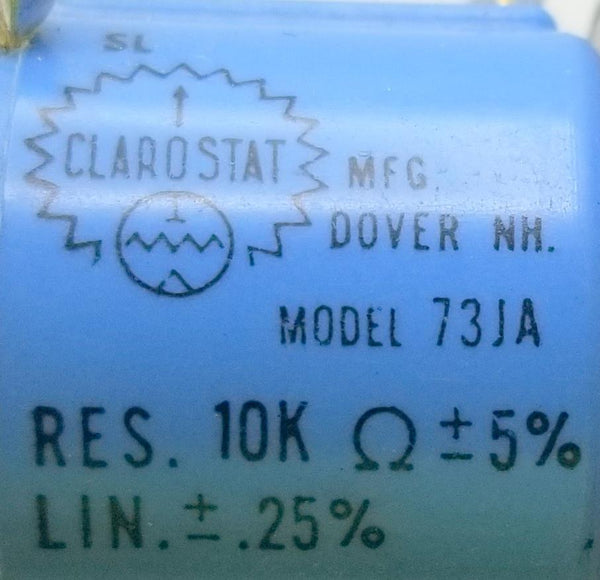 SL
CLAROSTAT MFG.
DOVER NH.
MODEL 73JA
RES. 10K Ω ±5%
LIN. ±.25%